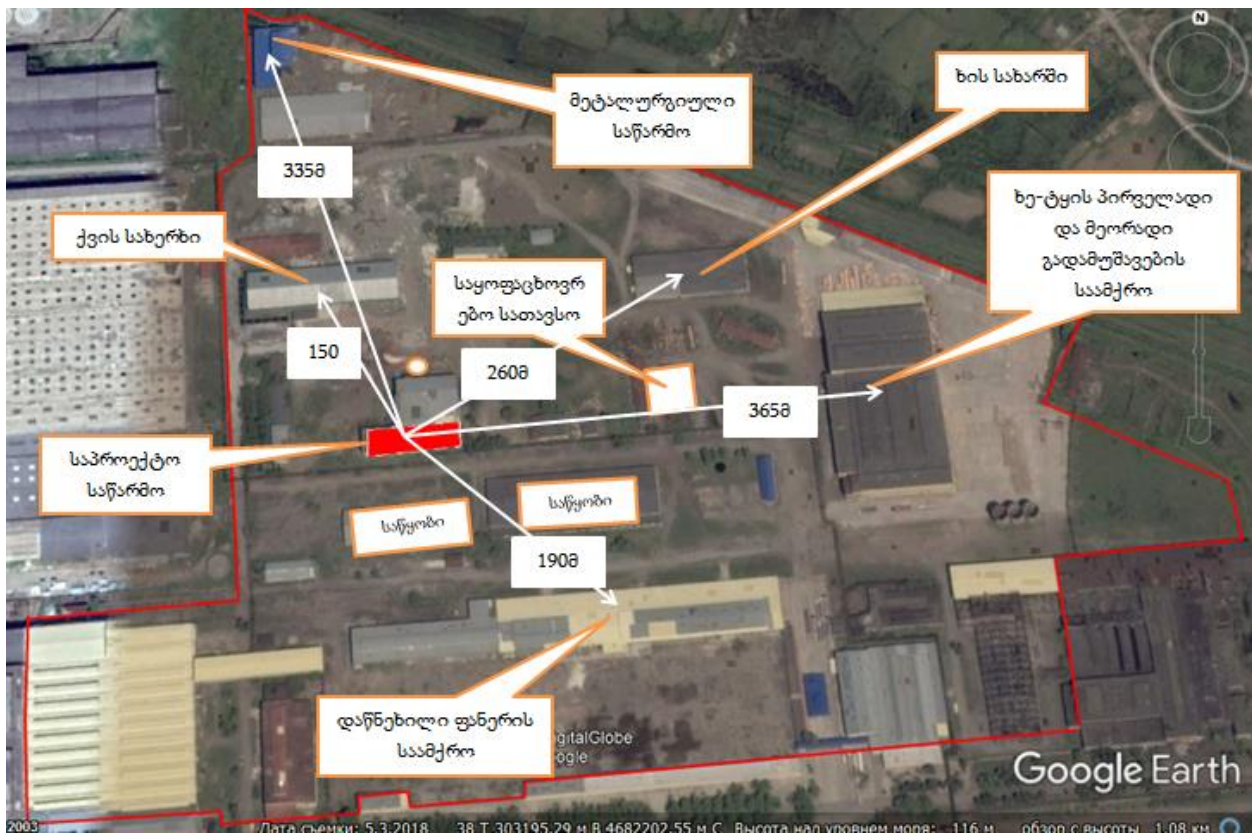 N
ხის სახარში
მეტალურგიული
საწარმო
335მ
ხე-ტყის პირველადი
და მეორადი
გადამუშავების
საამქრო
ქვის სახერხი
საყოფაცხოვრ
ებო სათავსო
150
260მ
365მ
საპროექტო
საწარმო
საწყობი
საწყობი
190მ
დაწნეხილი ფანერის
საამქრო
gitalGlobe
ogle
Google Earth
2003
Дата съемки: 5.3.2018 38 T 303195.29 м В 4682202.55 м С Высота над уровнем моря: 116 м обзор с высоты 1.08 км